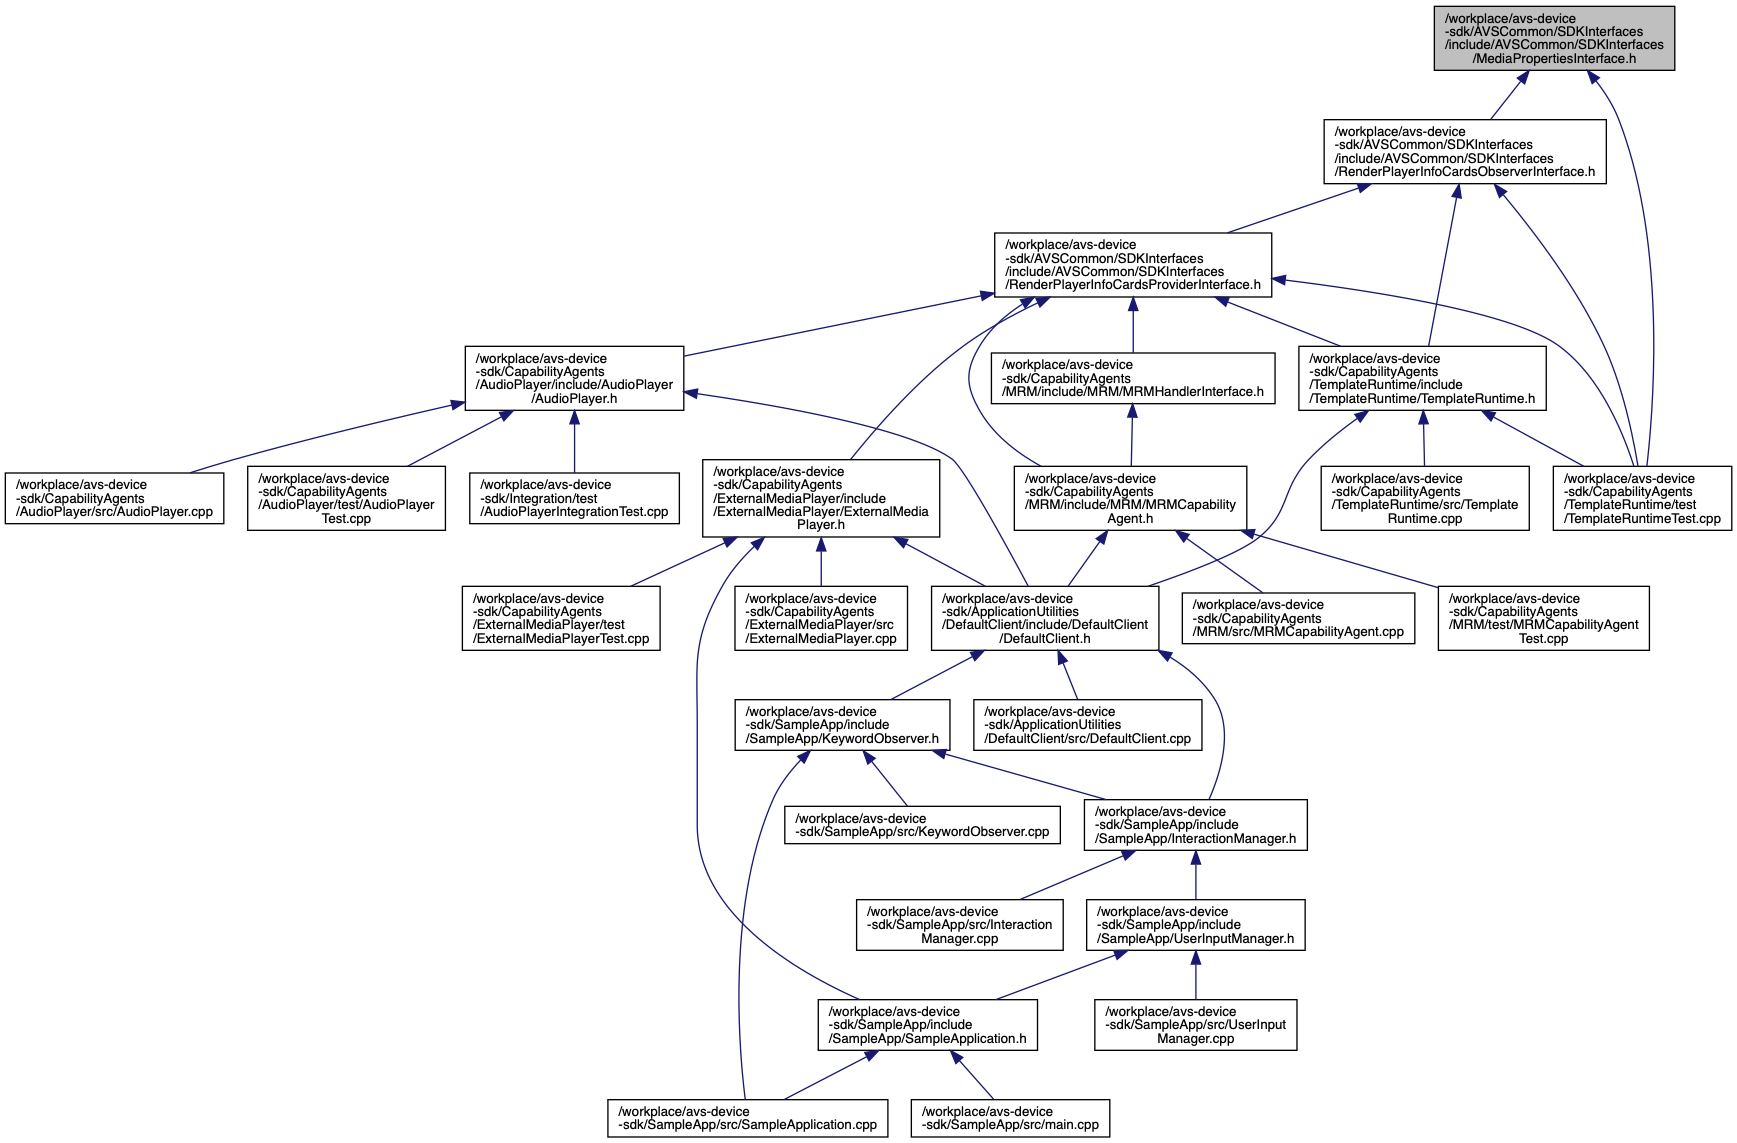 /workplace/avs-device
-sdk/AVSCommon/SDKInterfaces
/include/AVSCommon/SDKInterfaces
/MediaPropertiesInterface.h
/workplace/avs-device
-sdk/AVSCommon/SDKInterfaces
/include/AVSCommon/SDKInterfaces
/RenderPlayerInfoCardsObserverInterface.h
/workplace/avs-device
-sdk/AVSCommon/SDKInterfaces
/include/AVSCommon/SDKInterfaces
/RenderPlayerInfoCardsProviderInterface.h
/workplace/avs-device
-sdk/CapabilityAgents
/AudioPlayer/include/AudioPlayer
/AudioPlayer.h
/workplace/avs-device
-sdk/CapabilityAgents
/MRM/include/MRM/MRMHandlerInterface.h
/workplace/avs-device
-sdk/CapabilityAgents
/TemplateRuntime/include
/TemplateRuntime/TemplateRuntime.h
/workplace/avs-device
-sdk/CapabilityAgents
/AudioPlayer/src/AudioPlayer.cpp
/workplace/avs-device
-sdk/CapabilityAgents
/AudioPlayer/test/AudioPlayer
Test.cpp
/workplace/avs-device
-sdk/Integration/test
/AudioPlayerIntegrationTest.cpp
/workplace/avs-device
-sdk/CapabilityAgents
/ExternalMediaPlayer/include
/ExternalMediaPlayer/ExternalMedia
Player.h
/workplace/avs-device
-sdk/CapabilityAgents
/MRM/include/MRM/MRMCapability
Agent.h
/workplace/avs-device
-sdk/CapabilityAgents
/TemplateRuntime/src/Template
Runtime.cpp
/workplace/avs-device
-sdk/CapabilityAgents
/TemplateRuntime/test
/TemplateRuntimeTest.cpp
/workplace/avs-device
-sdk/CapabilityAgents
/ExternalMediaPlayer/test
/ExternalMediaPlayerTest.cpp
/workplace/avs-device
-sdk/CapabilityAgents
/ExternalMediaPlayer/src
/ExternalMediaPlayer.cpp
/workplace/avs-device
-sdk/ApplicationUtilities
/DefaultClient/include/DefaultClient
/DefaultClient.h
/workplace/avs-device
-sdk/CapabilityAgents
/MRM/src/MRMCapabilityAgent.cpp
/workplace/avs-device
-sdk/CapabilityAgents
/MRM/test/MRMCapabilityAgent
Test.cpp
/workplace/avs-device
-sdk/SampleApp/include
/SampleApp/KeywordObserver.h
/workplace/avs-device
-sdk/ApplicationUtilities
/DefaultClient/src/DefaultClient.cpp
/workplace/avs-device
-sdk/SampleApp/src/KeywordObserver.cpp
/workplace/avs-device
-sdk/SampleApp/include
/SampleApp/InteractionManager.h
/workplace/avs-device
-sdk/SampleApp/src/Interaction
Manager.cpp
/workplace/avs-device
-sdk/SampleApp/include
/SampleApp/UserInputManager.h
/workplace/avs-device
-sdk/SampleApp/include
/SampleApp/SampleApplication.h
/workplace/avs-device
-sdk/SampleApp/src/UserInput
Manager.cpp
/workplace/avs-device
-sdk/SampleApp/src/SampleApplication.cpp
/workplace/avs-device
-sdk/SampleApp/src/main.cpp